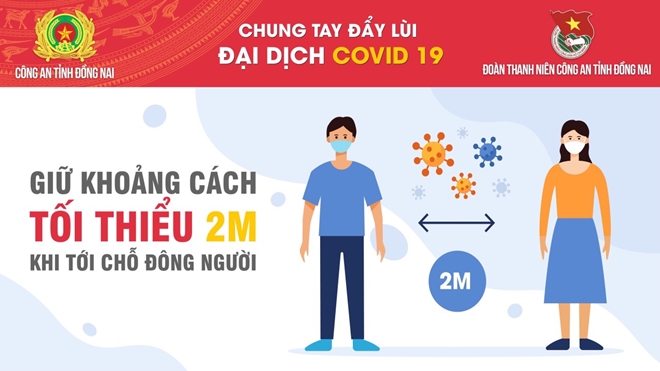 CÔNG AN TỈNH ĐỒNG NAI
CHUNG TAY ĐẨY LÙI
ĐẠI DỊCH COVID 19
ĐOÀN THANH NIÊN CÔNG AN TỈNH ĐỒNG NAI
GIỮ KHOẢNG CÁCH
TỐI THIỂU 2M
KHI TỚI CHỖ ĐÔNG NGƯỜI
2M